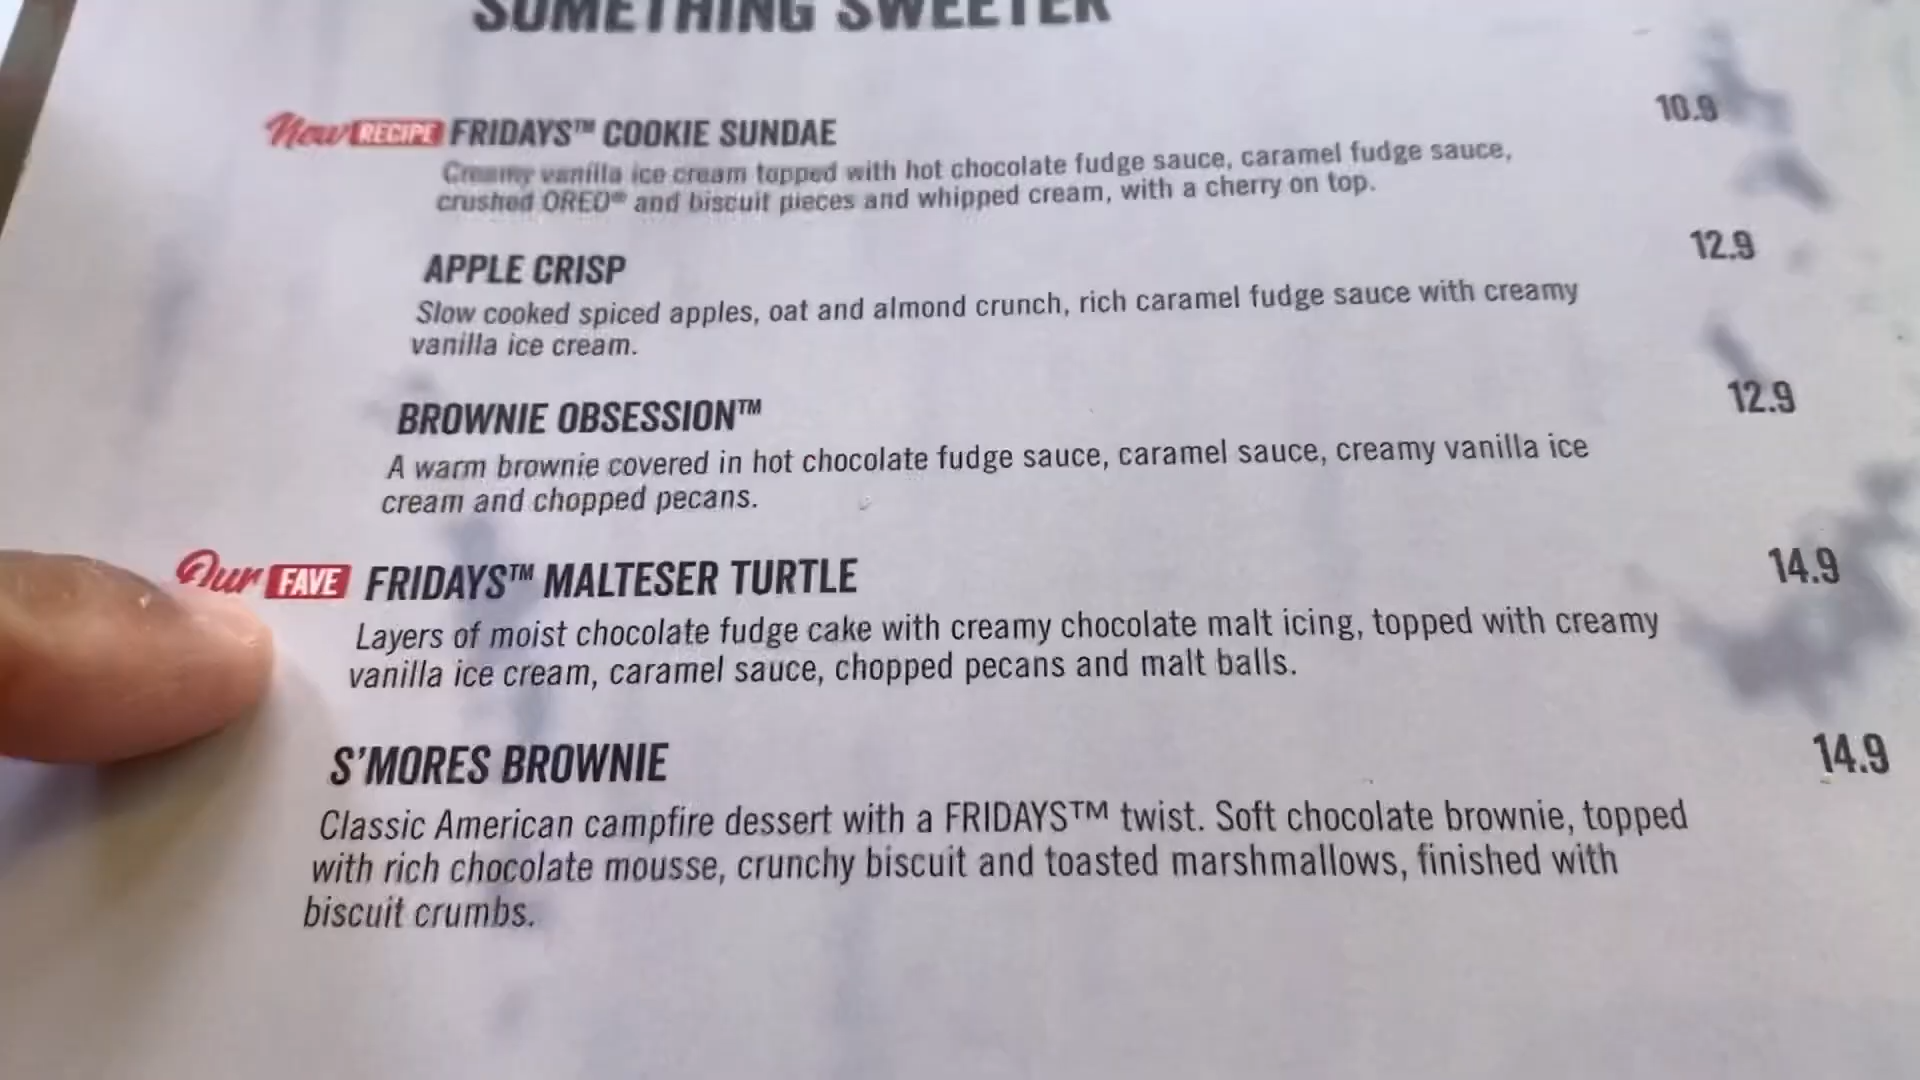 SOMETHING SWEETER
New RECIPE FRIDAYS™ COOKIE SUNDAE 10.9
Creamy vanilla ice cream topped with hot chocolate fudge sauce, caramel fudge sauce,
crushed OREO® and biscuit pieces and whipped cream, with a cherry on top.
APPLE CRISP 12.9
Slow cooked spiced apples, oat and almond crunch, rich caramel fudge sauce with creamy
vanilla ice cream.
BROWNIE OBSESSION™ 12.9
A warm brownie covered in hot chocolate fudge sauce, caramel sauce, creamy vanilla ice
cream and chopped pecans.
Our FAVE FRIDAYS™ MALTESER TURTLE 14.9
Layers of moist chocolate fudge cake with creamy chocolate malt icing, topped with creamy
vanilla ice cream, caramel sauce, chopped pecans and malt balls.
S'MORES BROWNIE 14.9
Classic American campfire dessert with a FRIDAYS™ twist. Soft chocolate brownie, topped
with rich chocolate mousse, crunchy biscuit and toasted marshmallows, finished with
biscuit crumbs.